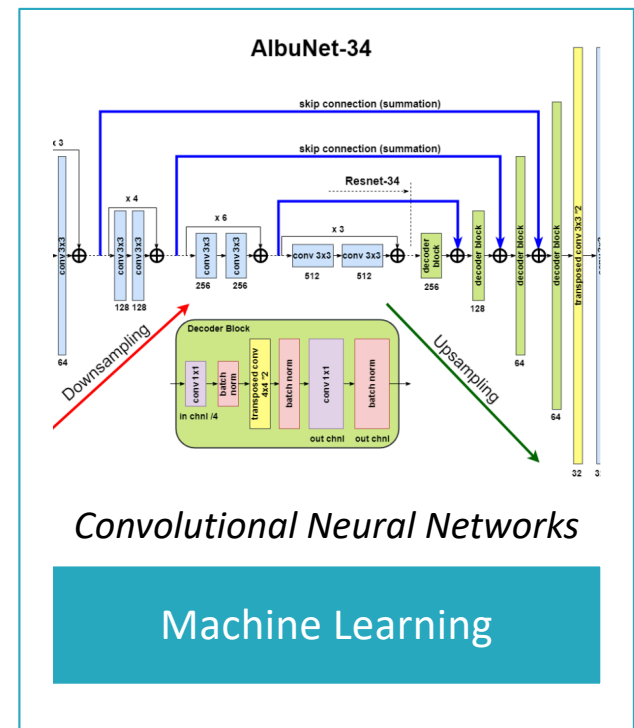 AlbuNet-34
skip connection (summation)
x 3
skip connection (summation)
Resnet-34
x 4
x 6
x 3
conv 3x3
conv 3x3
conv 3x3
conv 3x3
conv 3x3
conv 3x3
conv 3x3
decoder
block
decoder block
decoder block
decoder block
transposed conv 3x3 *2
64
128
128
256
256
512
512
256
128
64
64
32
Downsampling
Upsampling
Decoder Block
conv 1x1
batch
norm
transposed conv
4x4 *2
batch norm
conv 1x1
batch norm
in chnl /4
out chnl
out chnl
Convolutional Neural Networks
Machine Learning